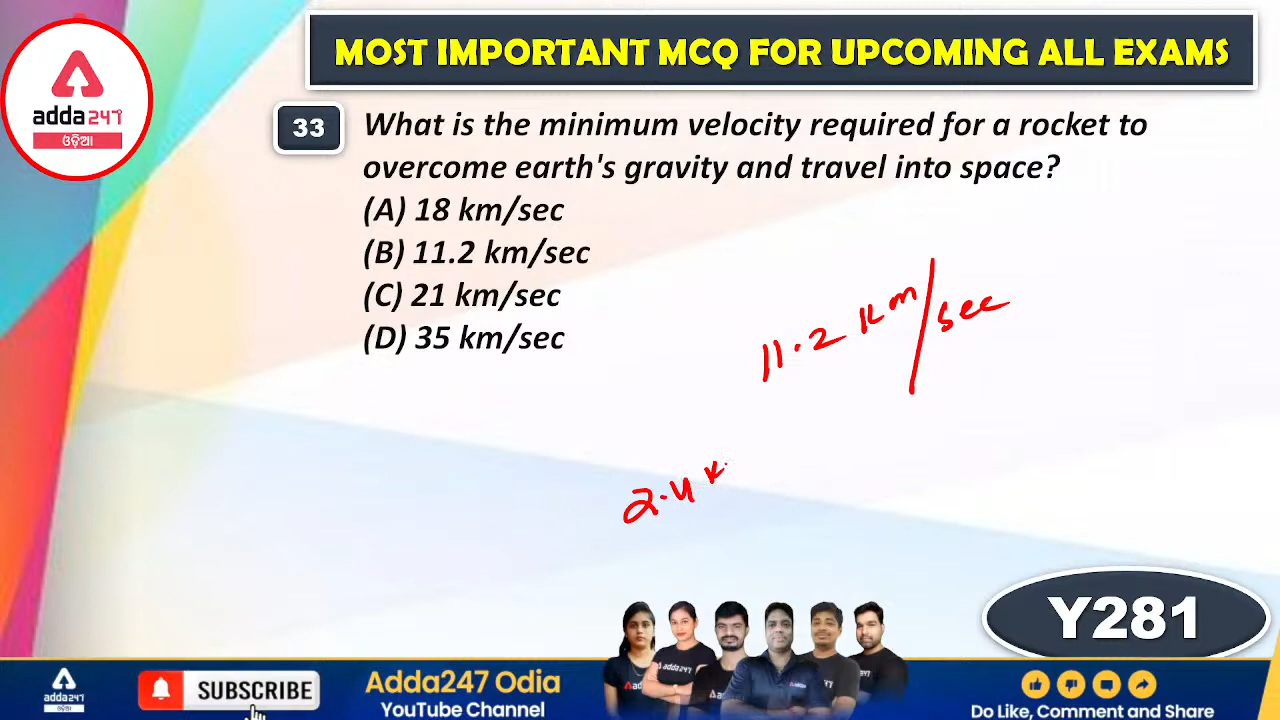 MOST IMPORTANT MCQ FOR UPCOMING ALL EXAMS
adda247
ଓଡ଼ିଆ
33
What is the minimum velocity required for a rocket to
overcome earth's gravity and travel into space?
(A) 18 km/sec
(B) 11.2 km/sec
(C) 21 km/sec
(D) 35 km/sec
11.2 Km/sec
2.4 K
Y281
adda247
ଓଡ଼ିଆ
SUBSCRIBE
Adda247 Odia
YouTube Channel
Do Like, Comment and Share